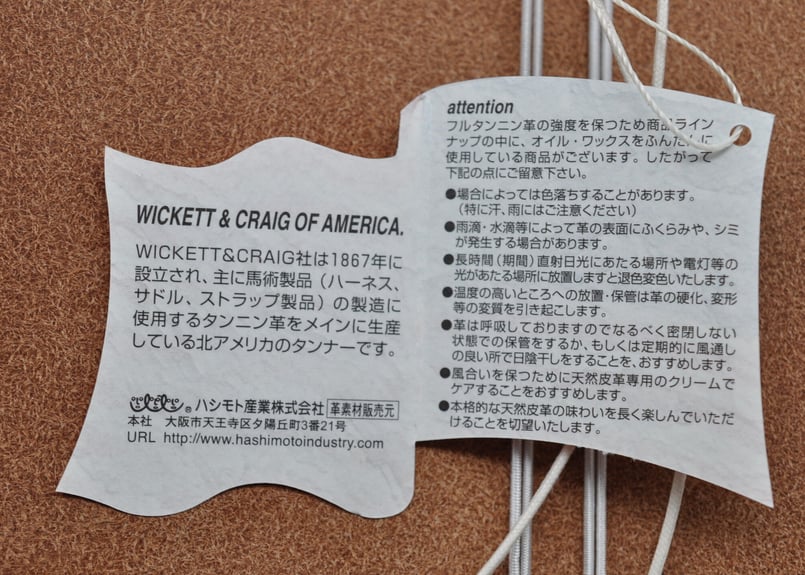 WICKETT & CRAIG OF AMERICA.
WICKETT&CRAIG社は1867年に
設立され、主に馬術製品（ハーネス、
サドル、ストラップ製品）の製造に
使用するタンニン革をメインに生産
している北アメリカのタンナーです。
® ハシモト産業株式会社 革素材販売元
本社 大阪市天王寺区夕陽丘町3番21号
URL http://www.hashimotoindustry.com
attention
フルタンニン革の強度を保つため商品ライン
ナップの中に、オイル・ワックスをふんだんに
使用している商品がございます。したがって
下記の点にご留意下さい。
●場合によっては色落ちすることがあります。
（特に汗、雨にはご注意ください）
●雨滴・水滴等によって革の表面にふくらみや、シミ
が発生する場合があります。
●長時間（期間）直射日光にあたる場所や電灯等の
光があたる場所に放置しますと退色変色いたします。
●温度の高いところへの放置・保管は革の硬化、変形
等の変質を引き起こします。
●革は呼吸しておりますのでなるべく密閉しない
状態での保管をするか、もしくは定期的に風通し
の良い所で日陰干しをすることを、おすすめします。
●風合いを保つために天然皮革専用のクリームで
ケアすることをおすすめします。
●本格的な天然皮革の味わいを長く楽しんでいただ
けることを切望いたします。